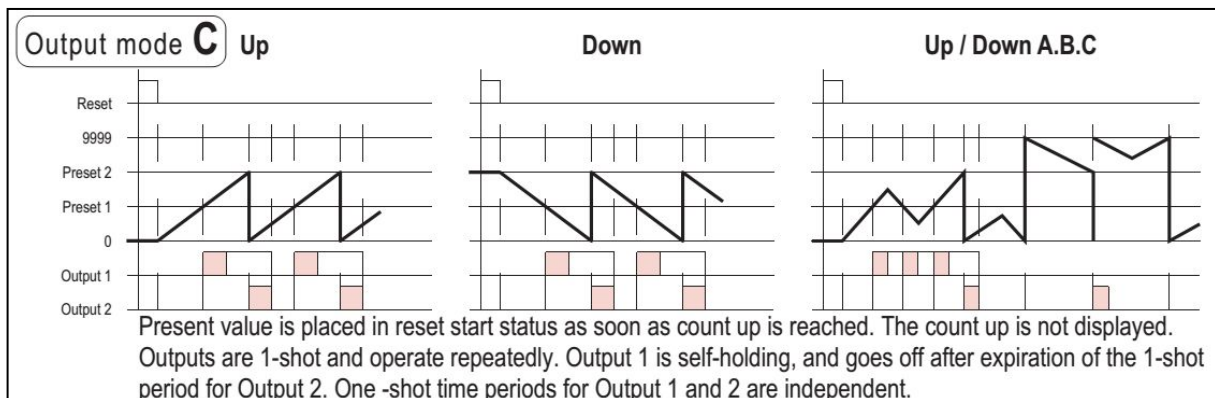 Output mode C Up Down Up / Down A.B.C
Reset
9999
Preset 2
Preset 1
0
Output 1
Output 2
Present value is placed in reset start status as soon as count up is reached. The count up is not displayed.
Outputs are 1-shot and operate repeatedly. Output 1 is self-holding, and goes off after expiration of the 1-shot
period for Output 2. One -shot time periods for Output 1 and 2 are independent.